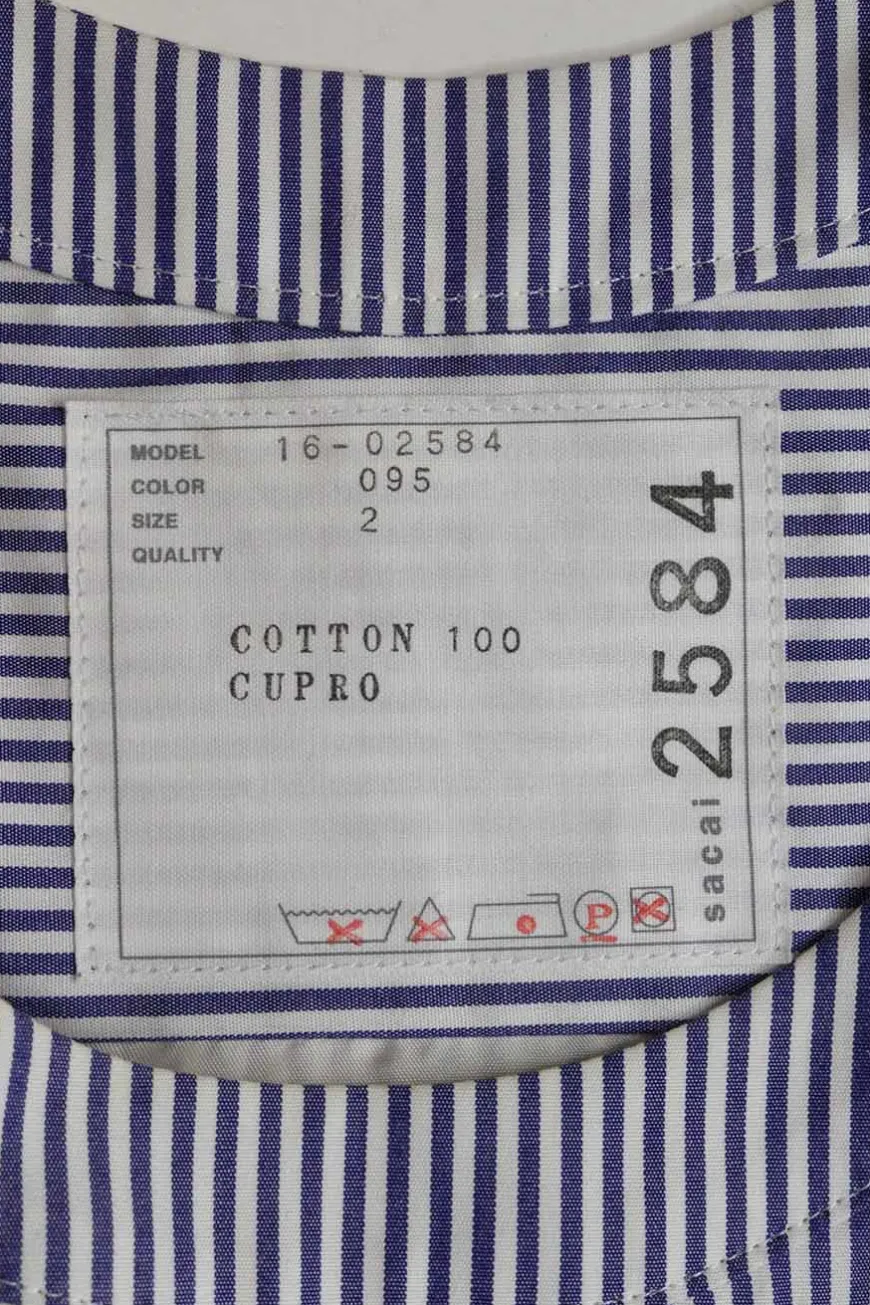 MODEL 16-02584
COLOR 095
SIZE 2
QUALITY
COTTON 100
CUPRO
P
sacai 2584